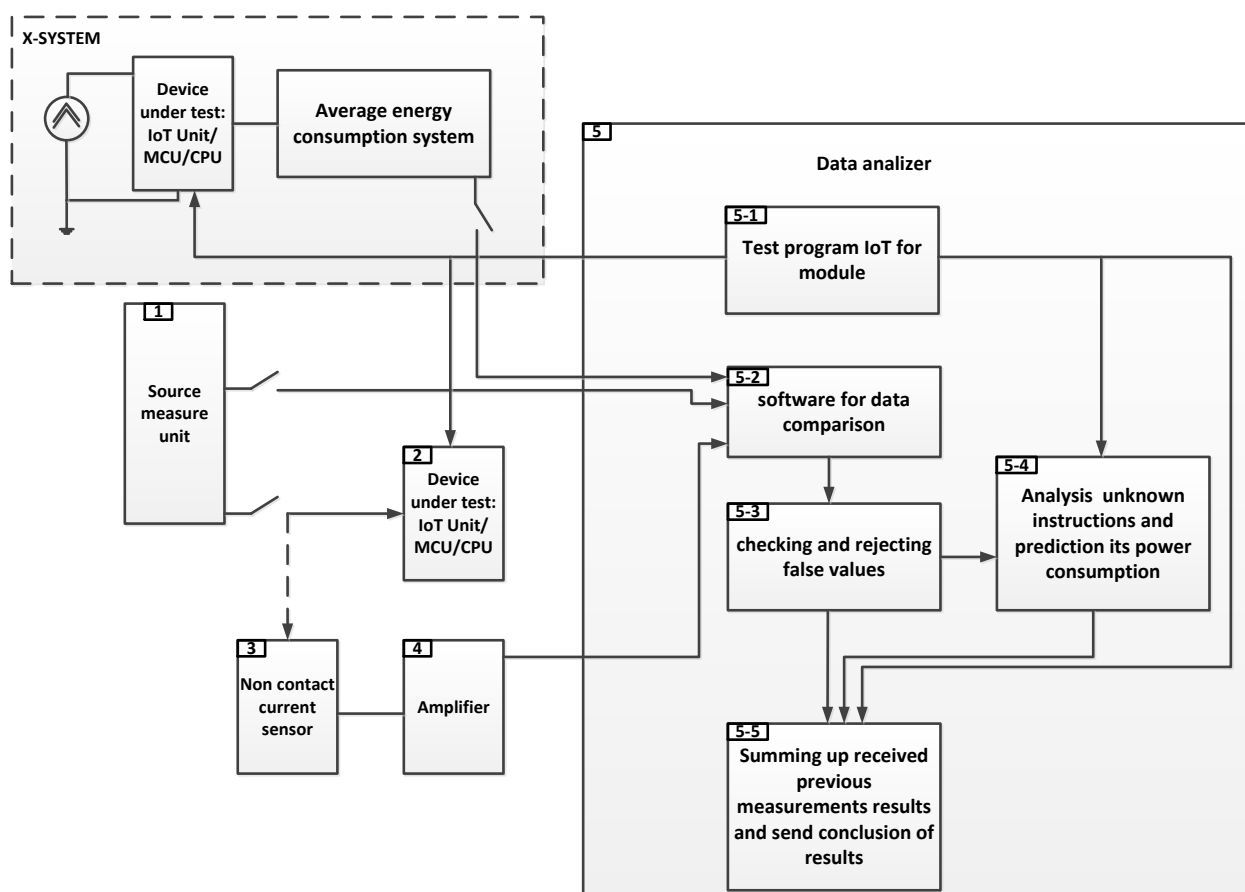 X-SYSTEM
Device
under test:
IoT Unit/
MCU/CPU
Average energy
consumption system
5
Data analizer
5-1
Test program IoT for
module
1
Source
measure
unit
5-2
software for data
comparison
2
Device
under test:
IoT Unit/
MCU/CPU
5-3
checking and rejecting
false values
5-4
Analysis unknown
instructions and
prediction its power
consumption
3
Non contact
current
sensor
4
Amplifier
5-5
Summing up received
previous
measurements results
and send conclusion of
results